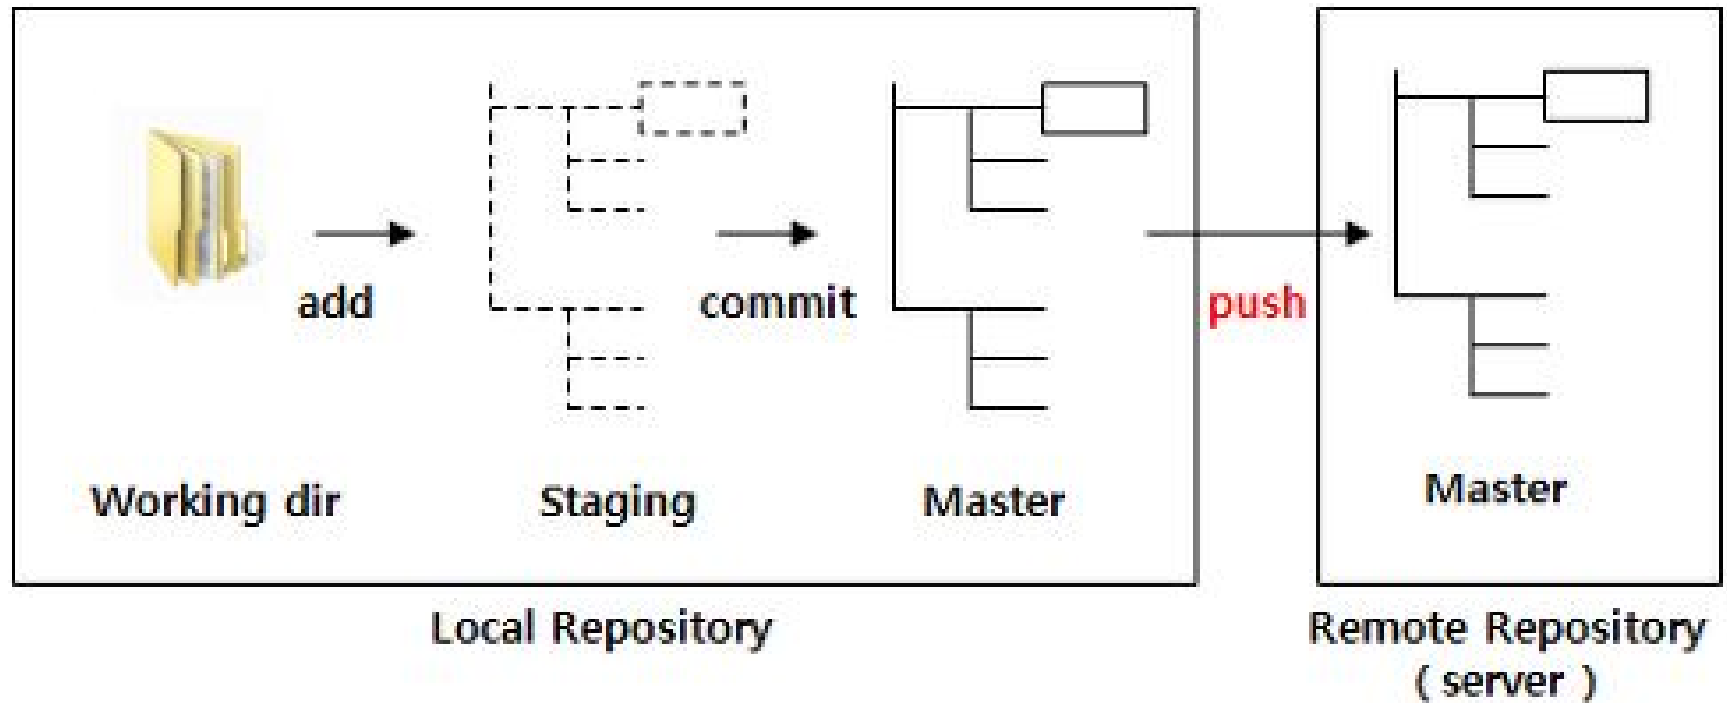 add
commit
push
Working dir
Staging
Master
Master
Local Repository
Remote Repository
( server )